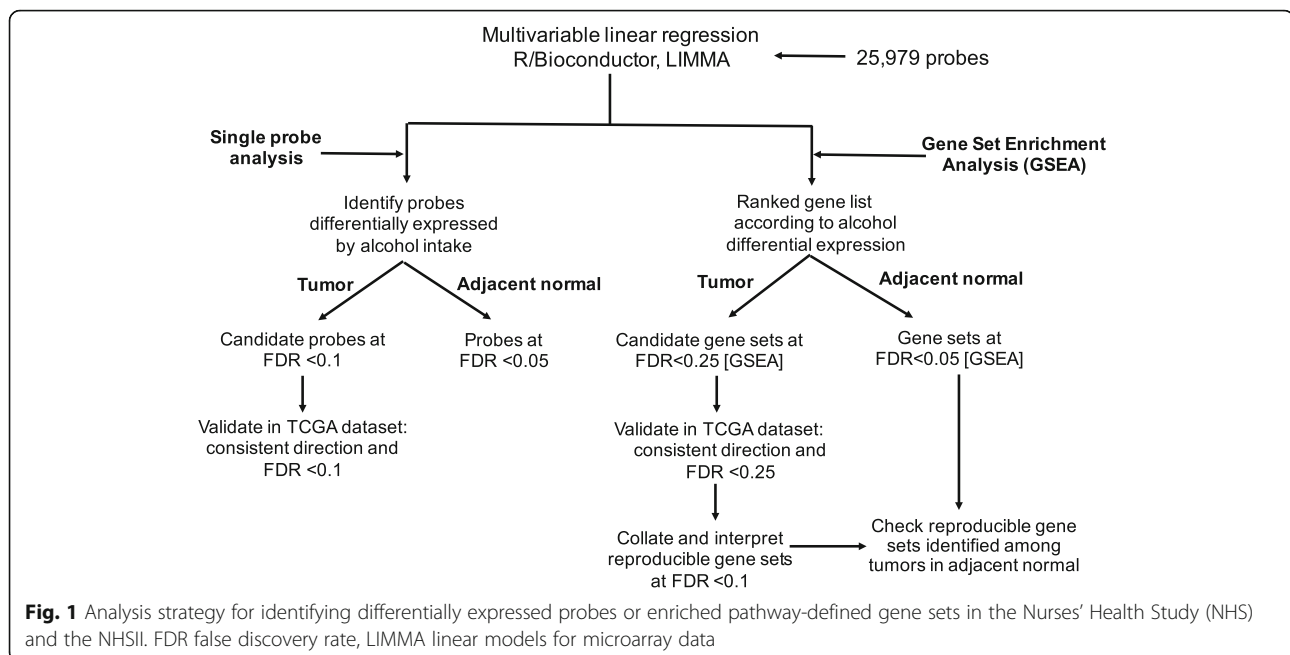 Multivariable linear regression
R/Bioconductor, LIMMA
25,979 probes
Single probe
analysis
Gene Set Enrichment
Analysis (GSEA)
Identify probes
differentially expressed
by alcohol intake
Ranked gene list
according to alcohol
differential expression
Tumor
Adjacent normal
Tumor
Adjacent normal
Candidate probes at
FDR <0.1
Probes at
FDR <0.05
Candidate gene sets at
FDR<0.25 [GSEA]
Gene sets at
FDR<0.05 [GSEA]
Validate in TCGA dataset:
consistent direction and
FDR <0.1
Validate in TCGA dataset:
consistent direction and
FDR <0.25
Collate and interpret
reproducible gene sets
at FDR <0.1
Check reproducible gene
sets identified among
tumors in adjacent normal
Fig. 1 Analysis strategy for identifying differentially expressed probes or enriched pathway-defined gene sets in the Nurses’ Health Study (NHS)
and the NHSII. FDR false discovery rate, LIMMA linear models for microarray data